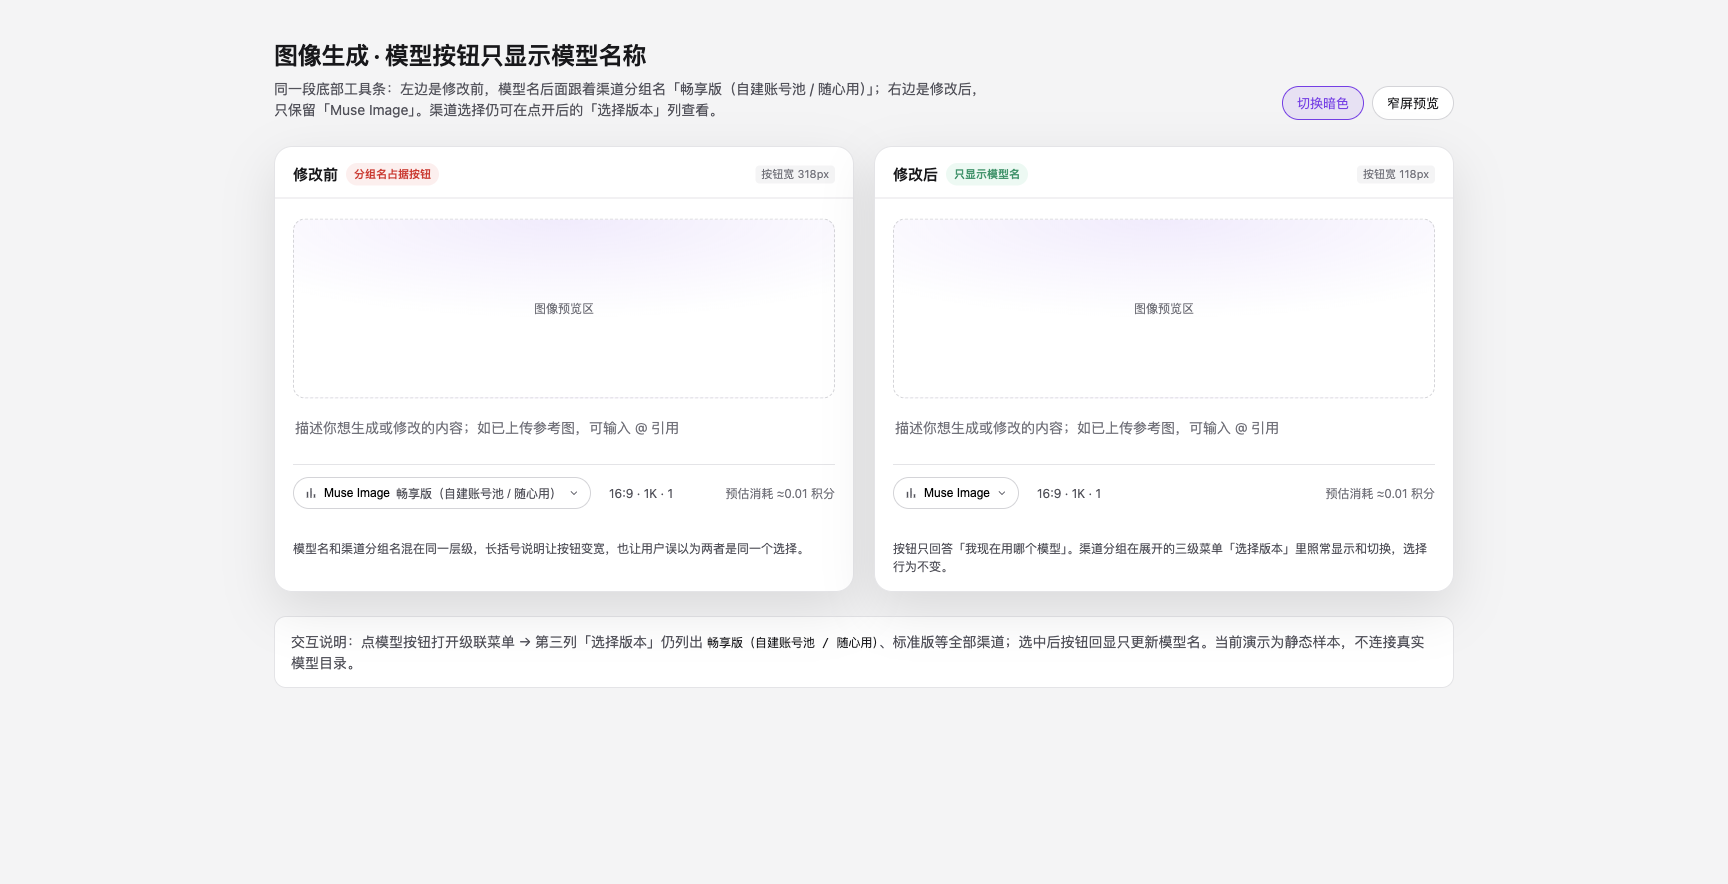 图像生成 · 模型按钮只显示模型名称
同一段底部工具条：左边是修改前，模型名后面跟着渠道分组名「畅享版（自建账号池 / 随心用）」；右边是修改后，
只保留「Muse Image」。渠道选择仍可在点开后的「选择版本」列查看。
切换暗色
窄屏预览
修改前
分组名占据按钮
按钮宽 318px
图像预览区
描述你想生成或修改的内容；如已上传参考图，可输入 @ 引用
Muse Image 畅享版（自建账号池 / 随心用）
16:9 · 1K · 1
预估消耗 ≈0.01 积分
模型名和渠道分组名混在同一层级，长括号说明让按钮变宽，也让用户误以为两者是同一个选择。
修改后
只显示模型名
按钮宽 118px
图像预览区
描述你想生成或修改的内容；如已上传参考图，可输入 @ 引用
Muse Image
16:9 · 1K · 1
预估消耗 ≈0.01 积分
按钮只回答「我现在用哪个模型」。渠道分组在展开的三级菜单「选择版本」里照常显示和切换，选择
行为不变。
交互说明：点模型按钮打开级联菜单 → 第三列「选择版本」仍列出 畅享版（自建账号池 / 随心用）、标准版等全部渠道；选中后按钮回显只更新模型名。当前演示为静态样本，不连接真实
模型目录。